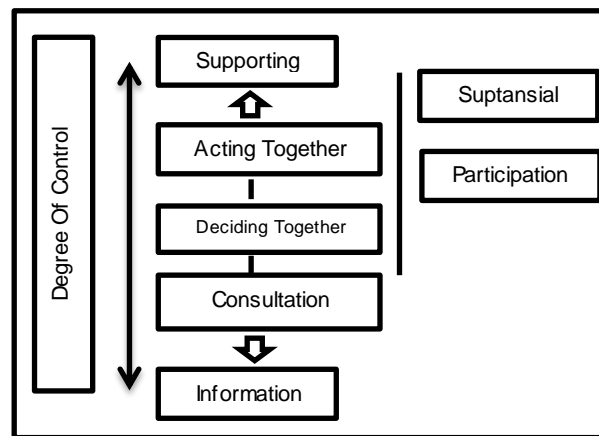 Degree Of Control
Supporting
Acting Together
Deciding Together
Consultation
Information
Suptansial
Participation